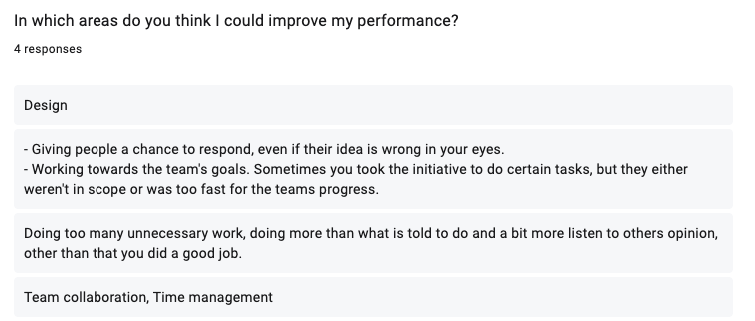 In which areas do you think I could improve my performance?
4 responses
Design
- Giving people a chance to respond, even if their idea is wrong in your eyes.
- Working towards the team's goals. Sometimes you took the initiative to do certain tasks, but they either
weren't in scope or was too fast for the teams progress.
Doing too many unnecessary work, doing more than what is told to do and a bit more listen to others opinion,
other than that you did a good job.
Team collaboration, Time management